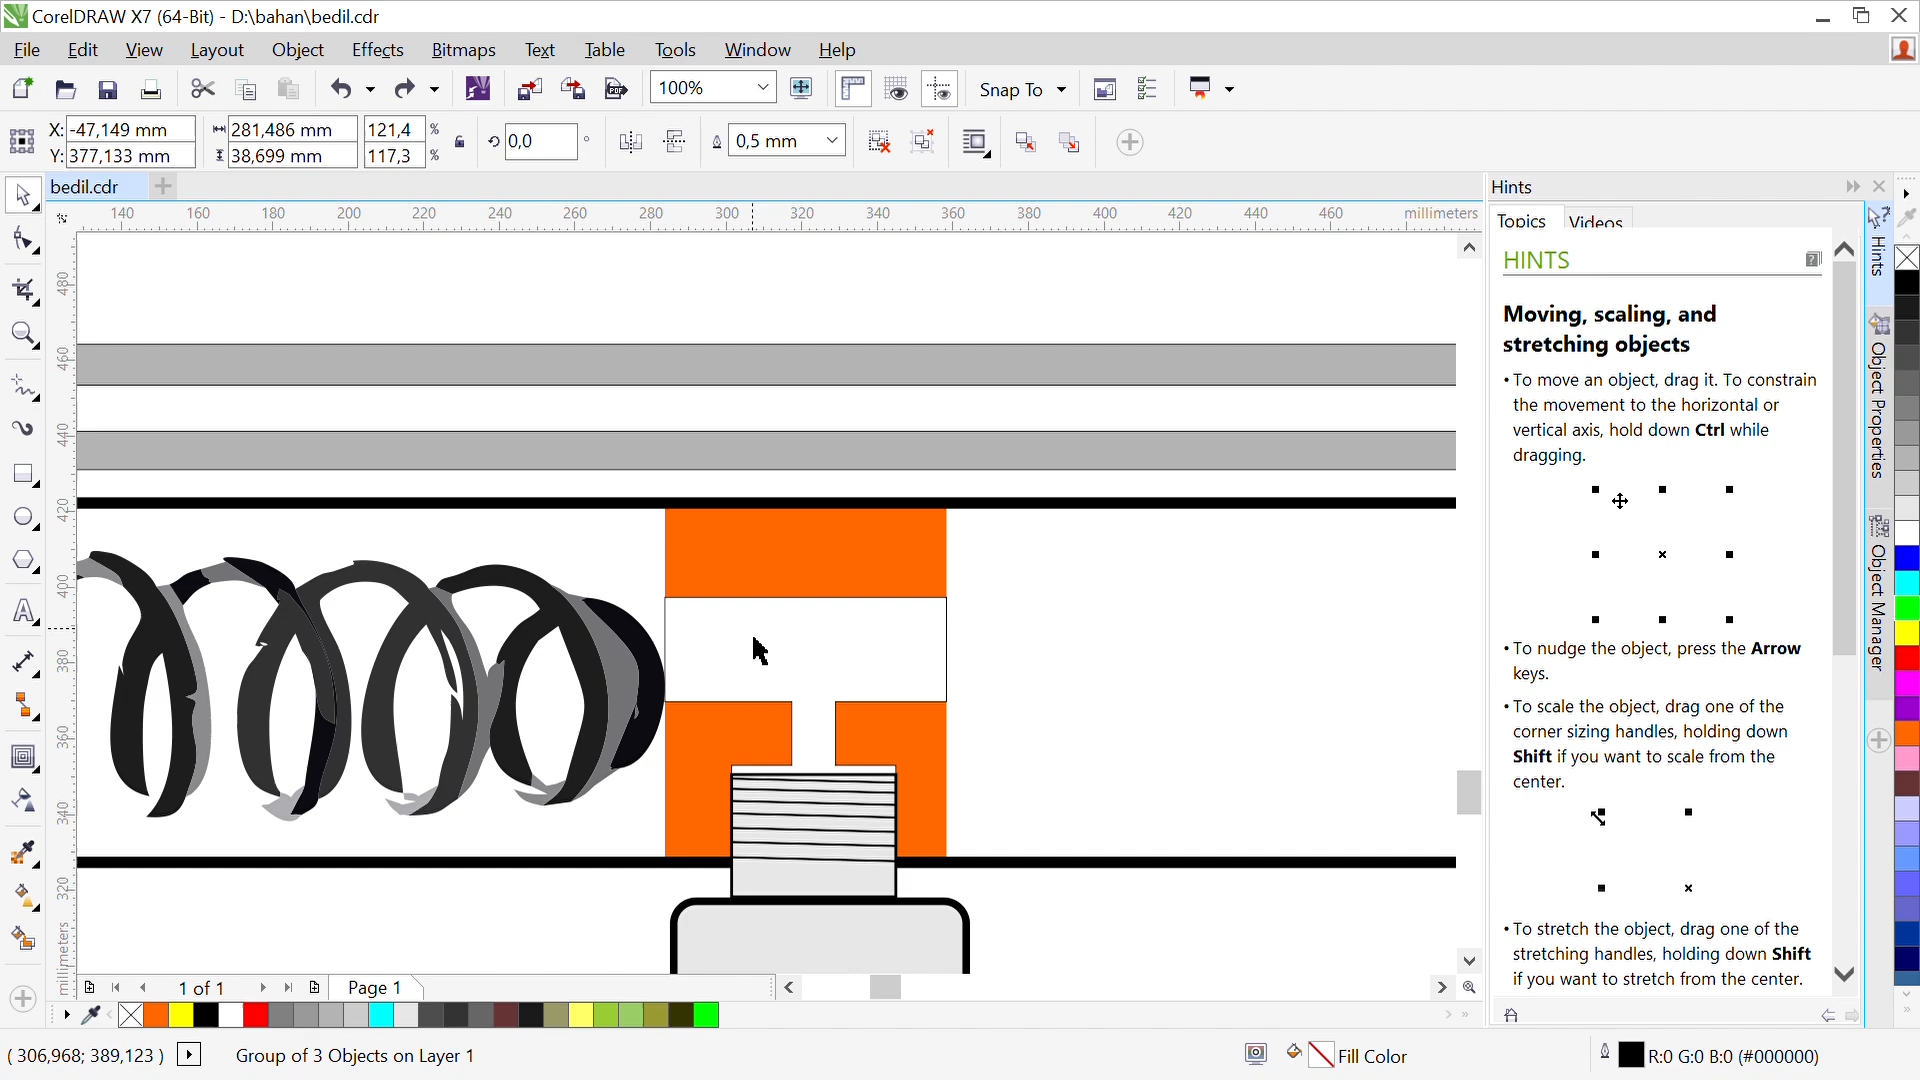 CorelDRAW X7 (64-Bit) - D:\bahan\bedil.cdr
File Edit View Layout Object Effects Bitmaps Text Table Tools Window Help
100% Snap To
X: -47,149 mm 281,486 mm 121,4 % 0,0 ° 0,5 mm
Y: 377,133 mm 38,699 mm 117,3 %
bedil.cdr
140 160 180 200 220 240 260 280 300 320 340 360 380 400 420 440 460 millimeters
480
460
440
420
400
380
360
340
320
millimeters
Hints
Topics Videos
HINTS
Moving, scaling, and
stretching objects
• To move an object, drag it. To constrain
the movement to the horizontal or
vertical axis, hold down Ctrl while
dragging.
• To nudge the object, press the Arrow
keys.
• To scale the object, drag one of the
corner sizing handles, holding down
Shift if you want to scale from the
center.
• To stretch the object, drag one of the
stretching handles, holding down Shift
if you want to stretch from the center.
Hints
Object Properties
Object Manager
1 of 1 Page 1
( 306,968; 389,123 ) Group of 3 Objects on Layer 1 Fill Color R:0 G:0 B:0 (#000000)